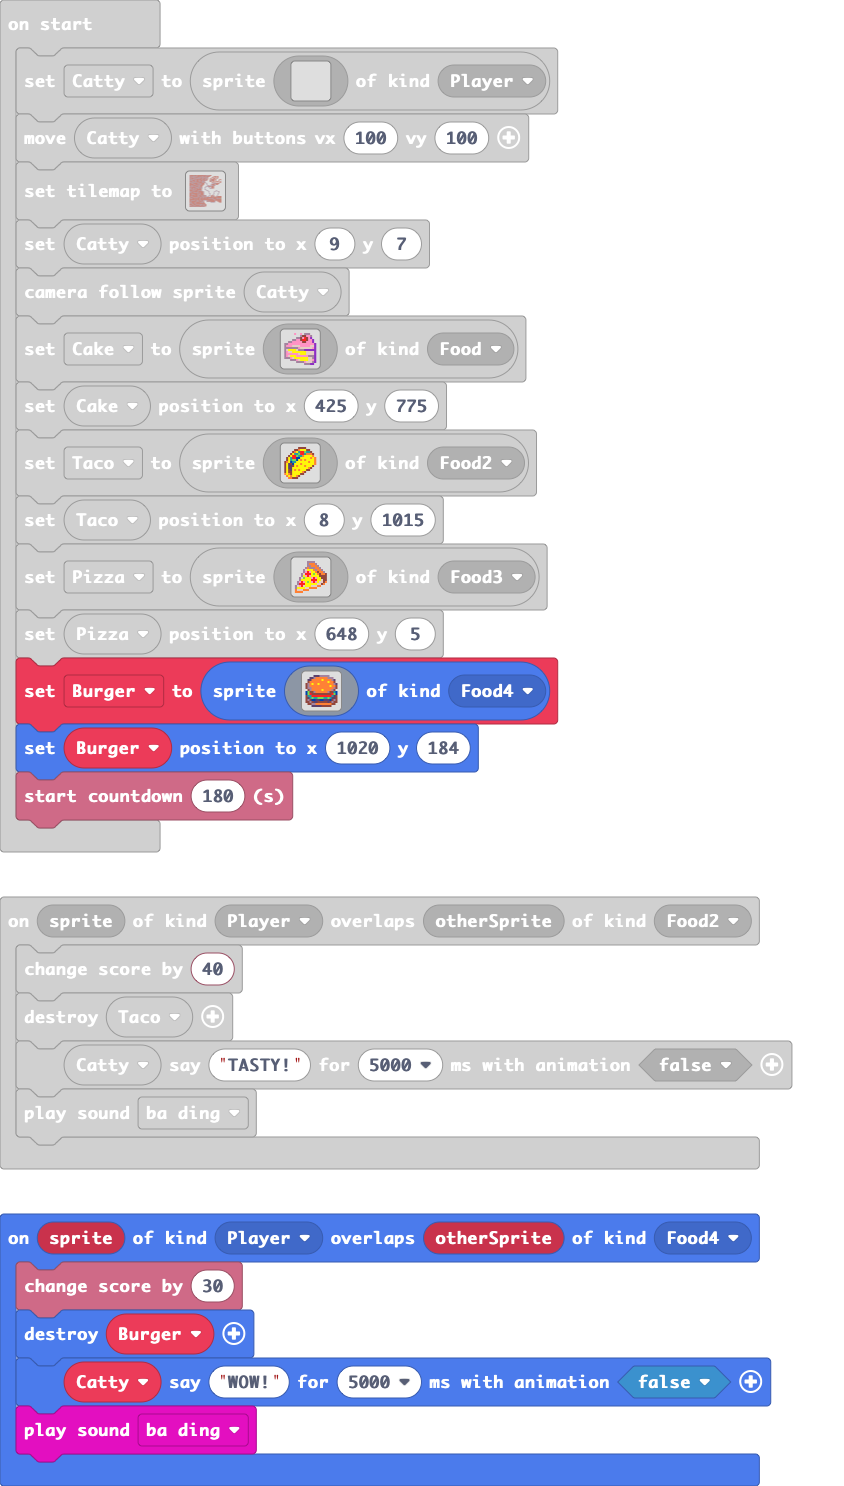 on start
set Catty to sprite of kind Player
move Catty with buttons vx 100 vy 100
set tilemap to
set Catty position to x 9 y 7
camera follow sprite Catty
set Cake to sprite of kind Food
set Cake position to x 425 y 775
set Taco to sprite of kind Food2
set Taco position to x 8 y 1015
set Pizza to sprite of kind Food3
set Pizza position to x 648 y 5
set Burger to sprite of kind Food4
set Burger position to x 1020 y 184
start countdown 180 (s)
on sprite of kind Player overlaps otherSprite of kind Food2
change score by 40
destroy Taco
Catty say "TASTY!" for 5000 ms with animation false
play sound ba ding
on sprite of kind Player overlaps otherSprite of kind Food4
change score by 30
destroy Burger
Catty say "WOW!" for 5000 ms with animation false
play sound ba ding